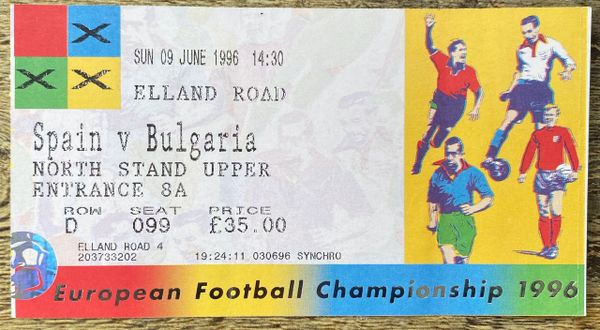 SUN 09 JUNE 1996 14:30
ELLAND ROAD
Spain v Bulgaria
NORTH STAND UPPER
ENTRANCE 8A
ROW SEAT PRICE
D 099 £35.00
ELLAND ROAD 4
203733202 19:24:11 030696 SYNCHRO
European Football Championship 1996